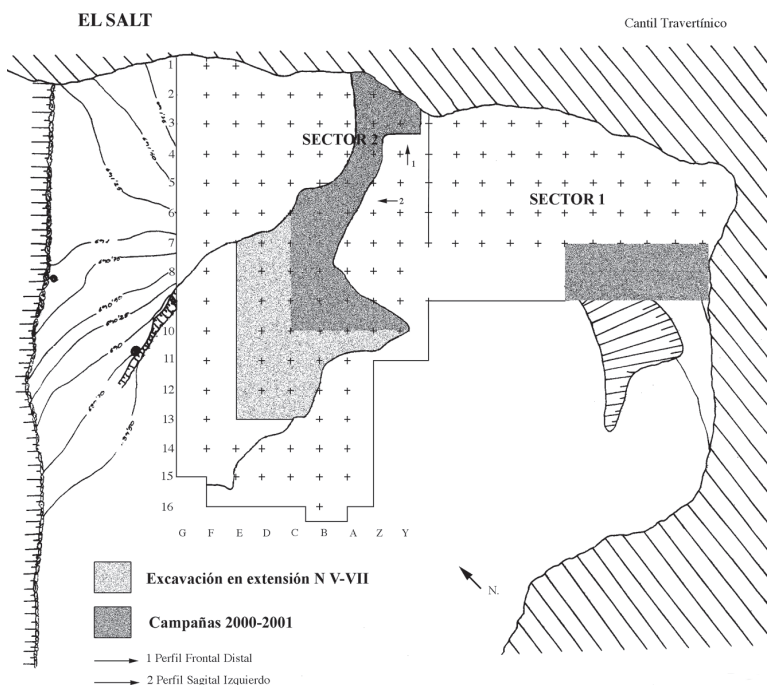 EL SALT
Cantil Travertínico
1
2
3
4
5
6
7
8
9
10
11
12
13
14
15
16
SECTOR 2
1
2
SECTOR 1
G F E D C B A Z Y
Excavación en extensión N V-VII
Campañas 2000-2001
N.
1 Perfil Frontal Distal
2 Perfil Sagital Izquierdo